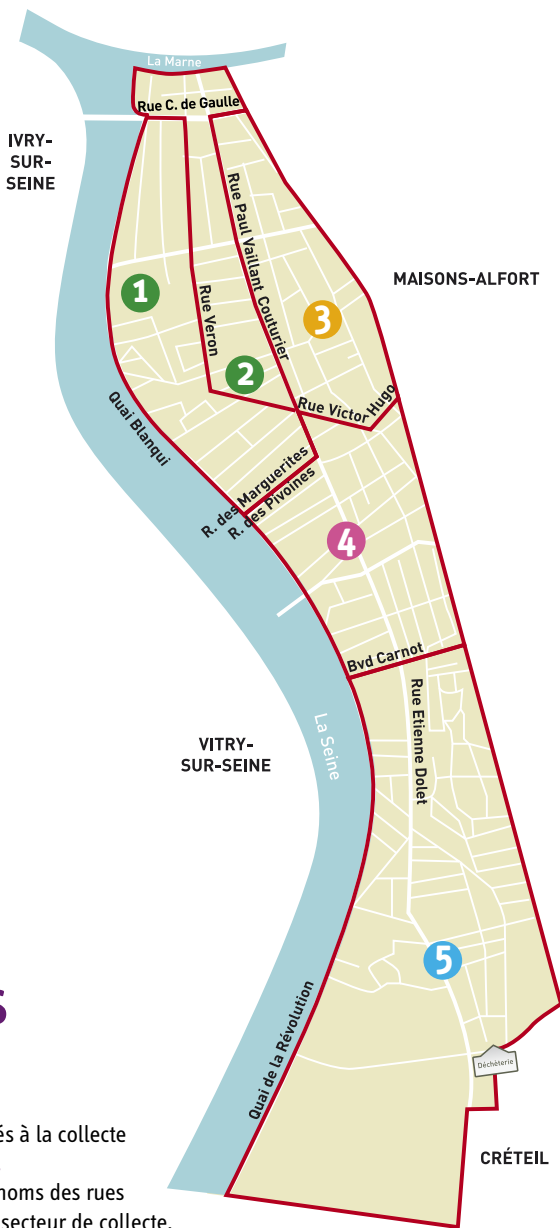 La Marne
Rue C. de Gaulle
IVRY-
SUR-
SEINE
Rue Paul Vaillant Couturier
MAISONS-ALFORT
1
Rue Veron
3
2
Rue Victor Hugo
Quai Blanqui
R. des Marguerites
R. des Pivoines
4
Bvd Carnot
Rue Etienne Dolet
La Seine
VITRY-
SUR-SEINE
5
S
Quai de la Révolution
Déchèterie
és à la collecte
noms des rues
secteur de collecte.
CRÉTEIL